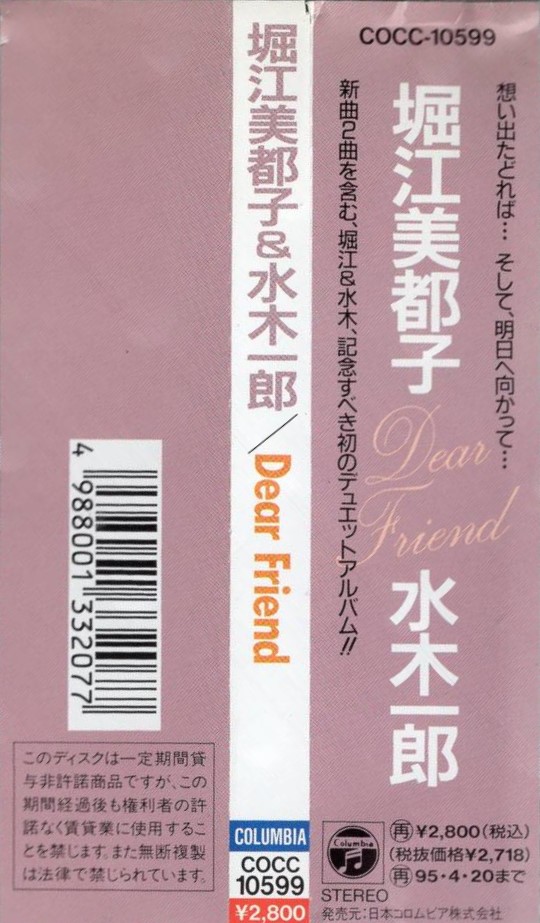 COCC-10599
想い出たどれば… そして、明日へ向かって…
堀江美都子
Dear
Friend
水木一郎
新曲2曲を含む、堀江&水木、記念すべき初のデュエットアルバム!!
Columbia
再¥2,800(税込)
(税抜価格¥2,718)
再95・4・20まで
STEREO
発売元:日本コロムビア株式会社
堀江美都子&水木一郎/Dear Friend
COLUMBIA
COCC
10599
¥2,800
4 988001 332077
このディスクは一定期間貸
与非許諾商品ですが、この
期間経過後も権利者の許
諾なく賃貸業に使用するこ
とを禁じます。また無断複製
は法律で禁じられています。